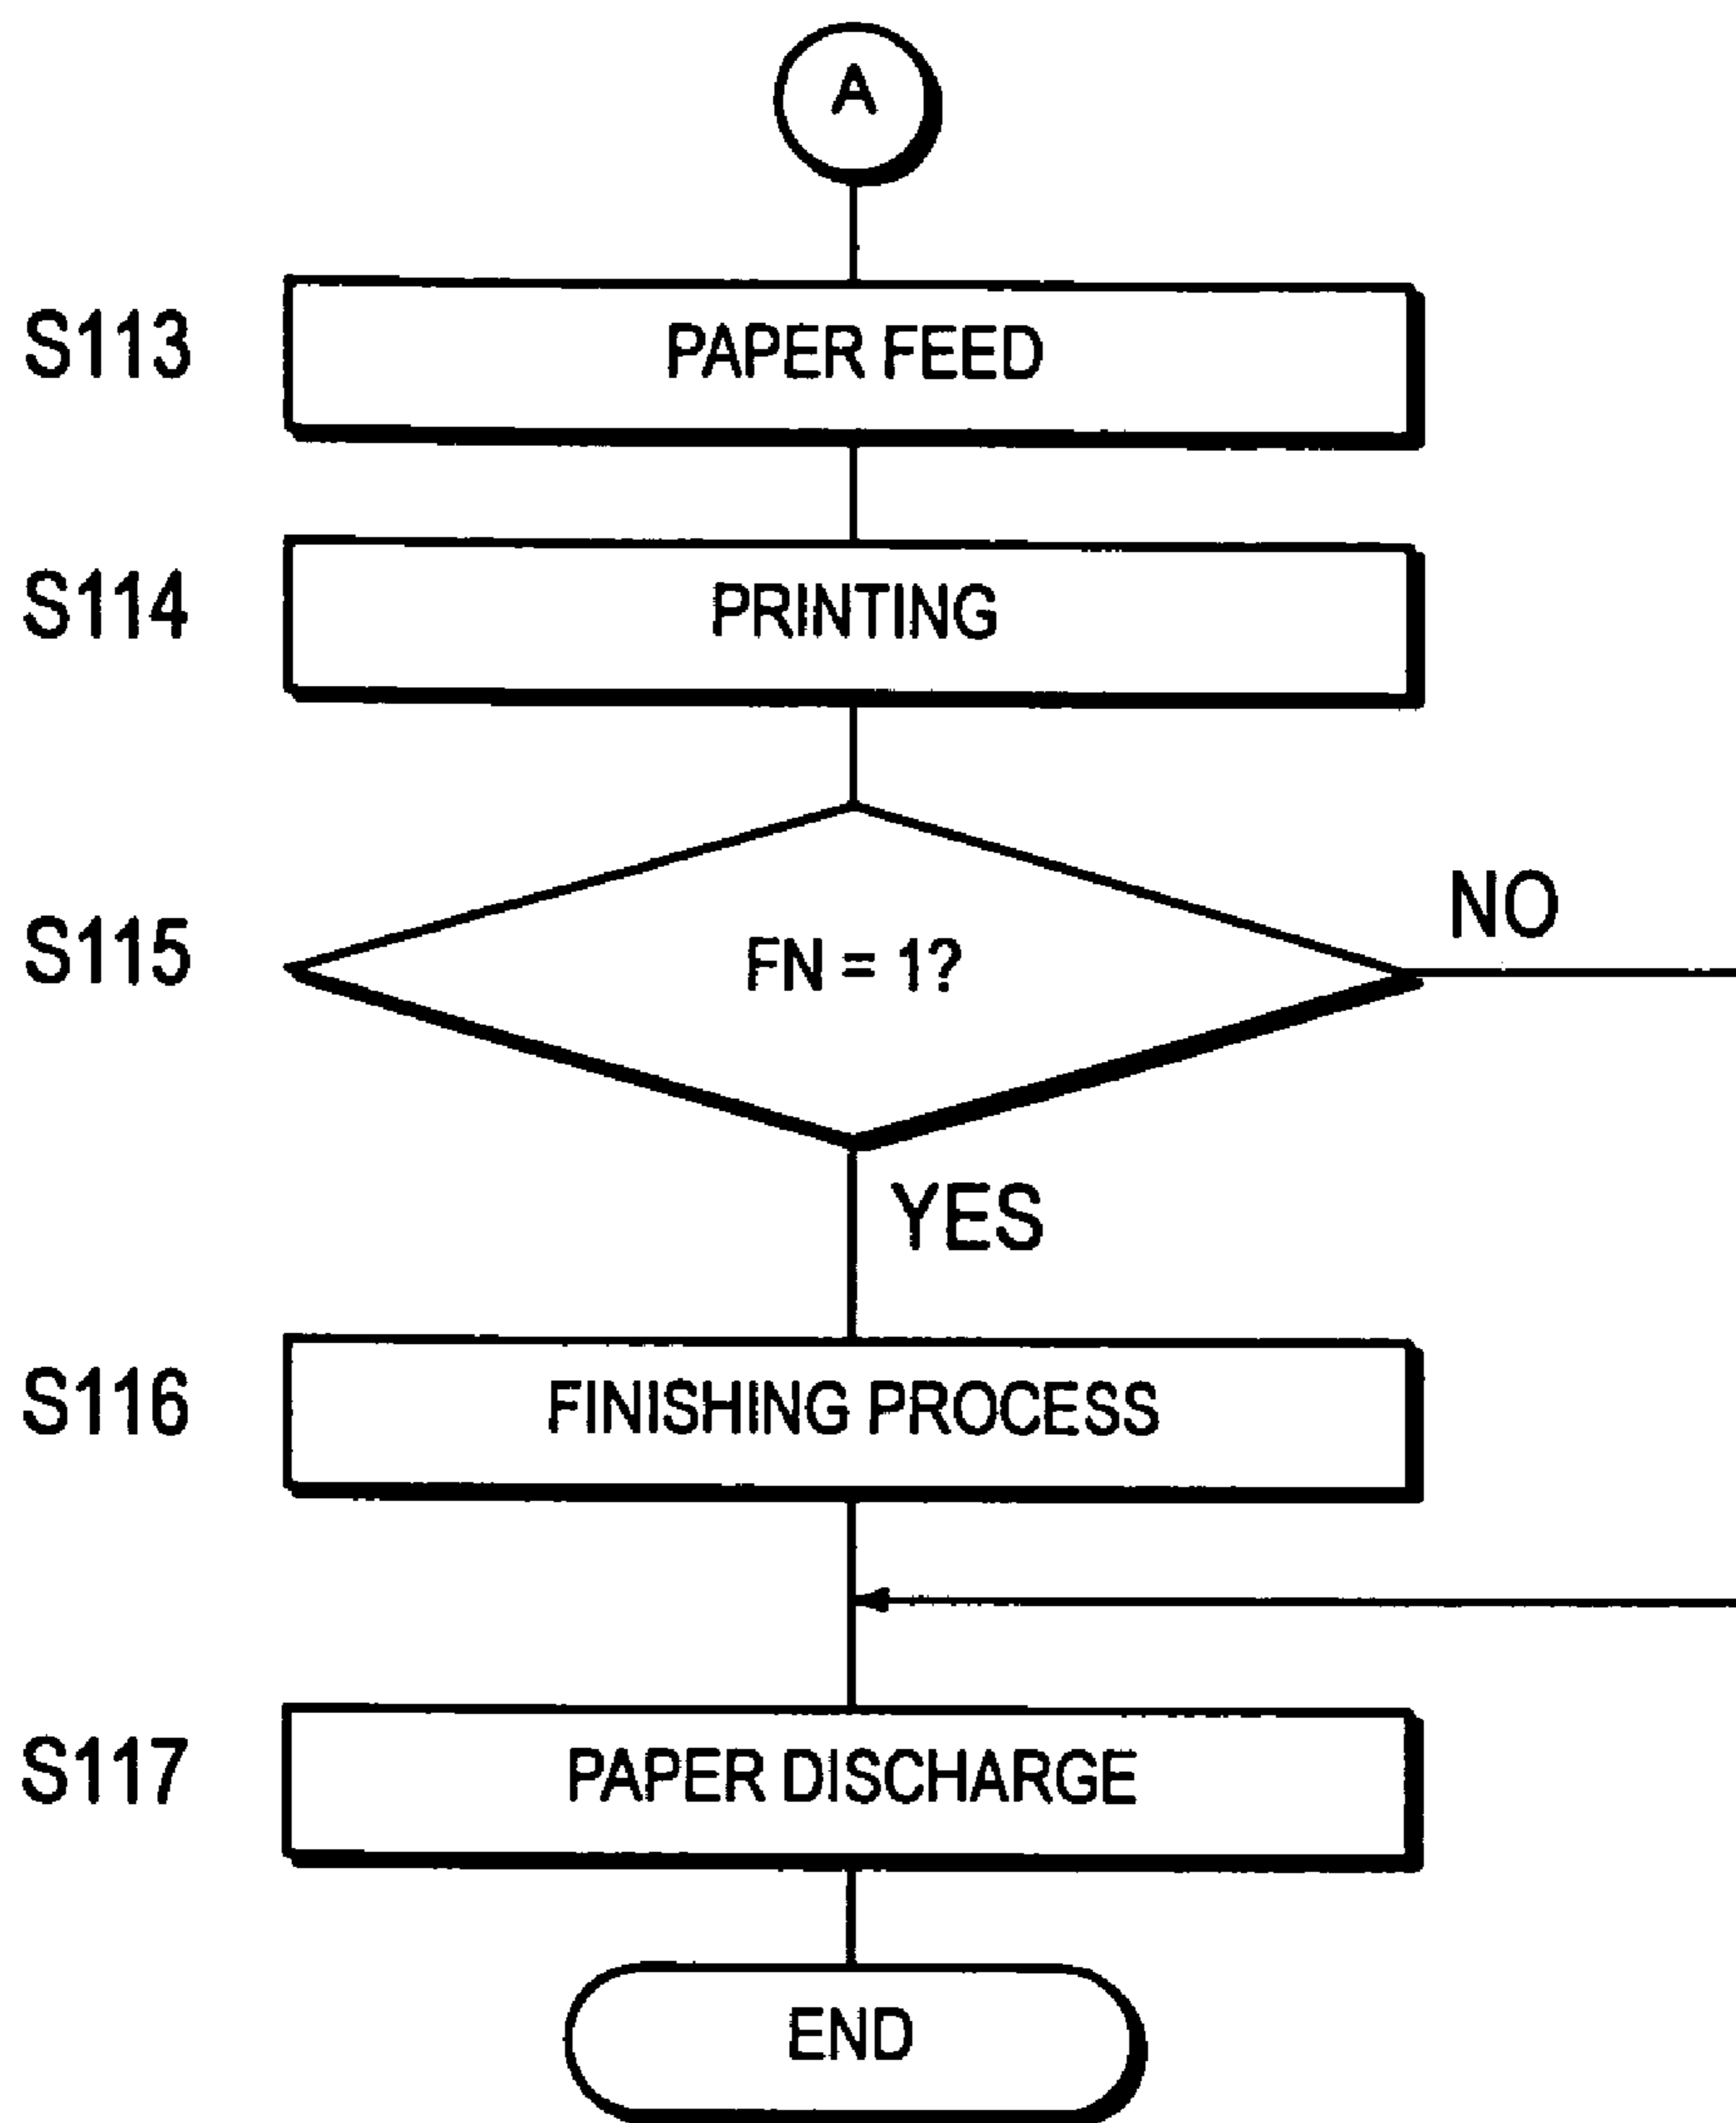 A
S113 PAPER FEED
S114 PRINTING
S115 FN = 1? NO
YES
S116 FINISHING PROCESS
S117 PAPER DISCHARGE
END